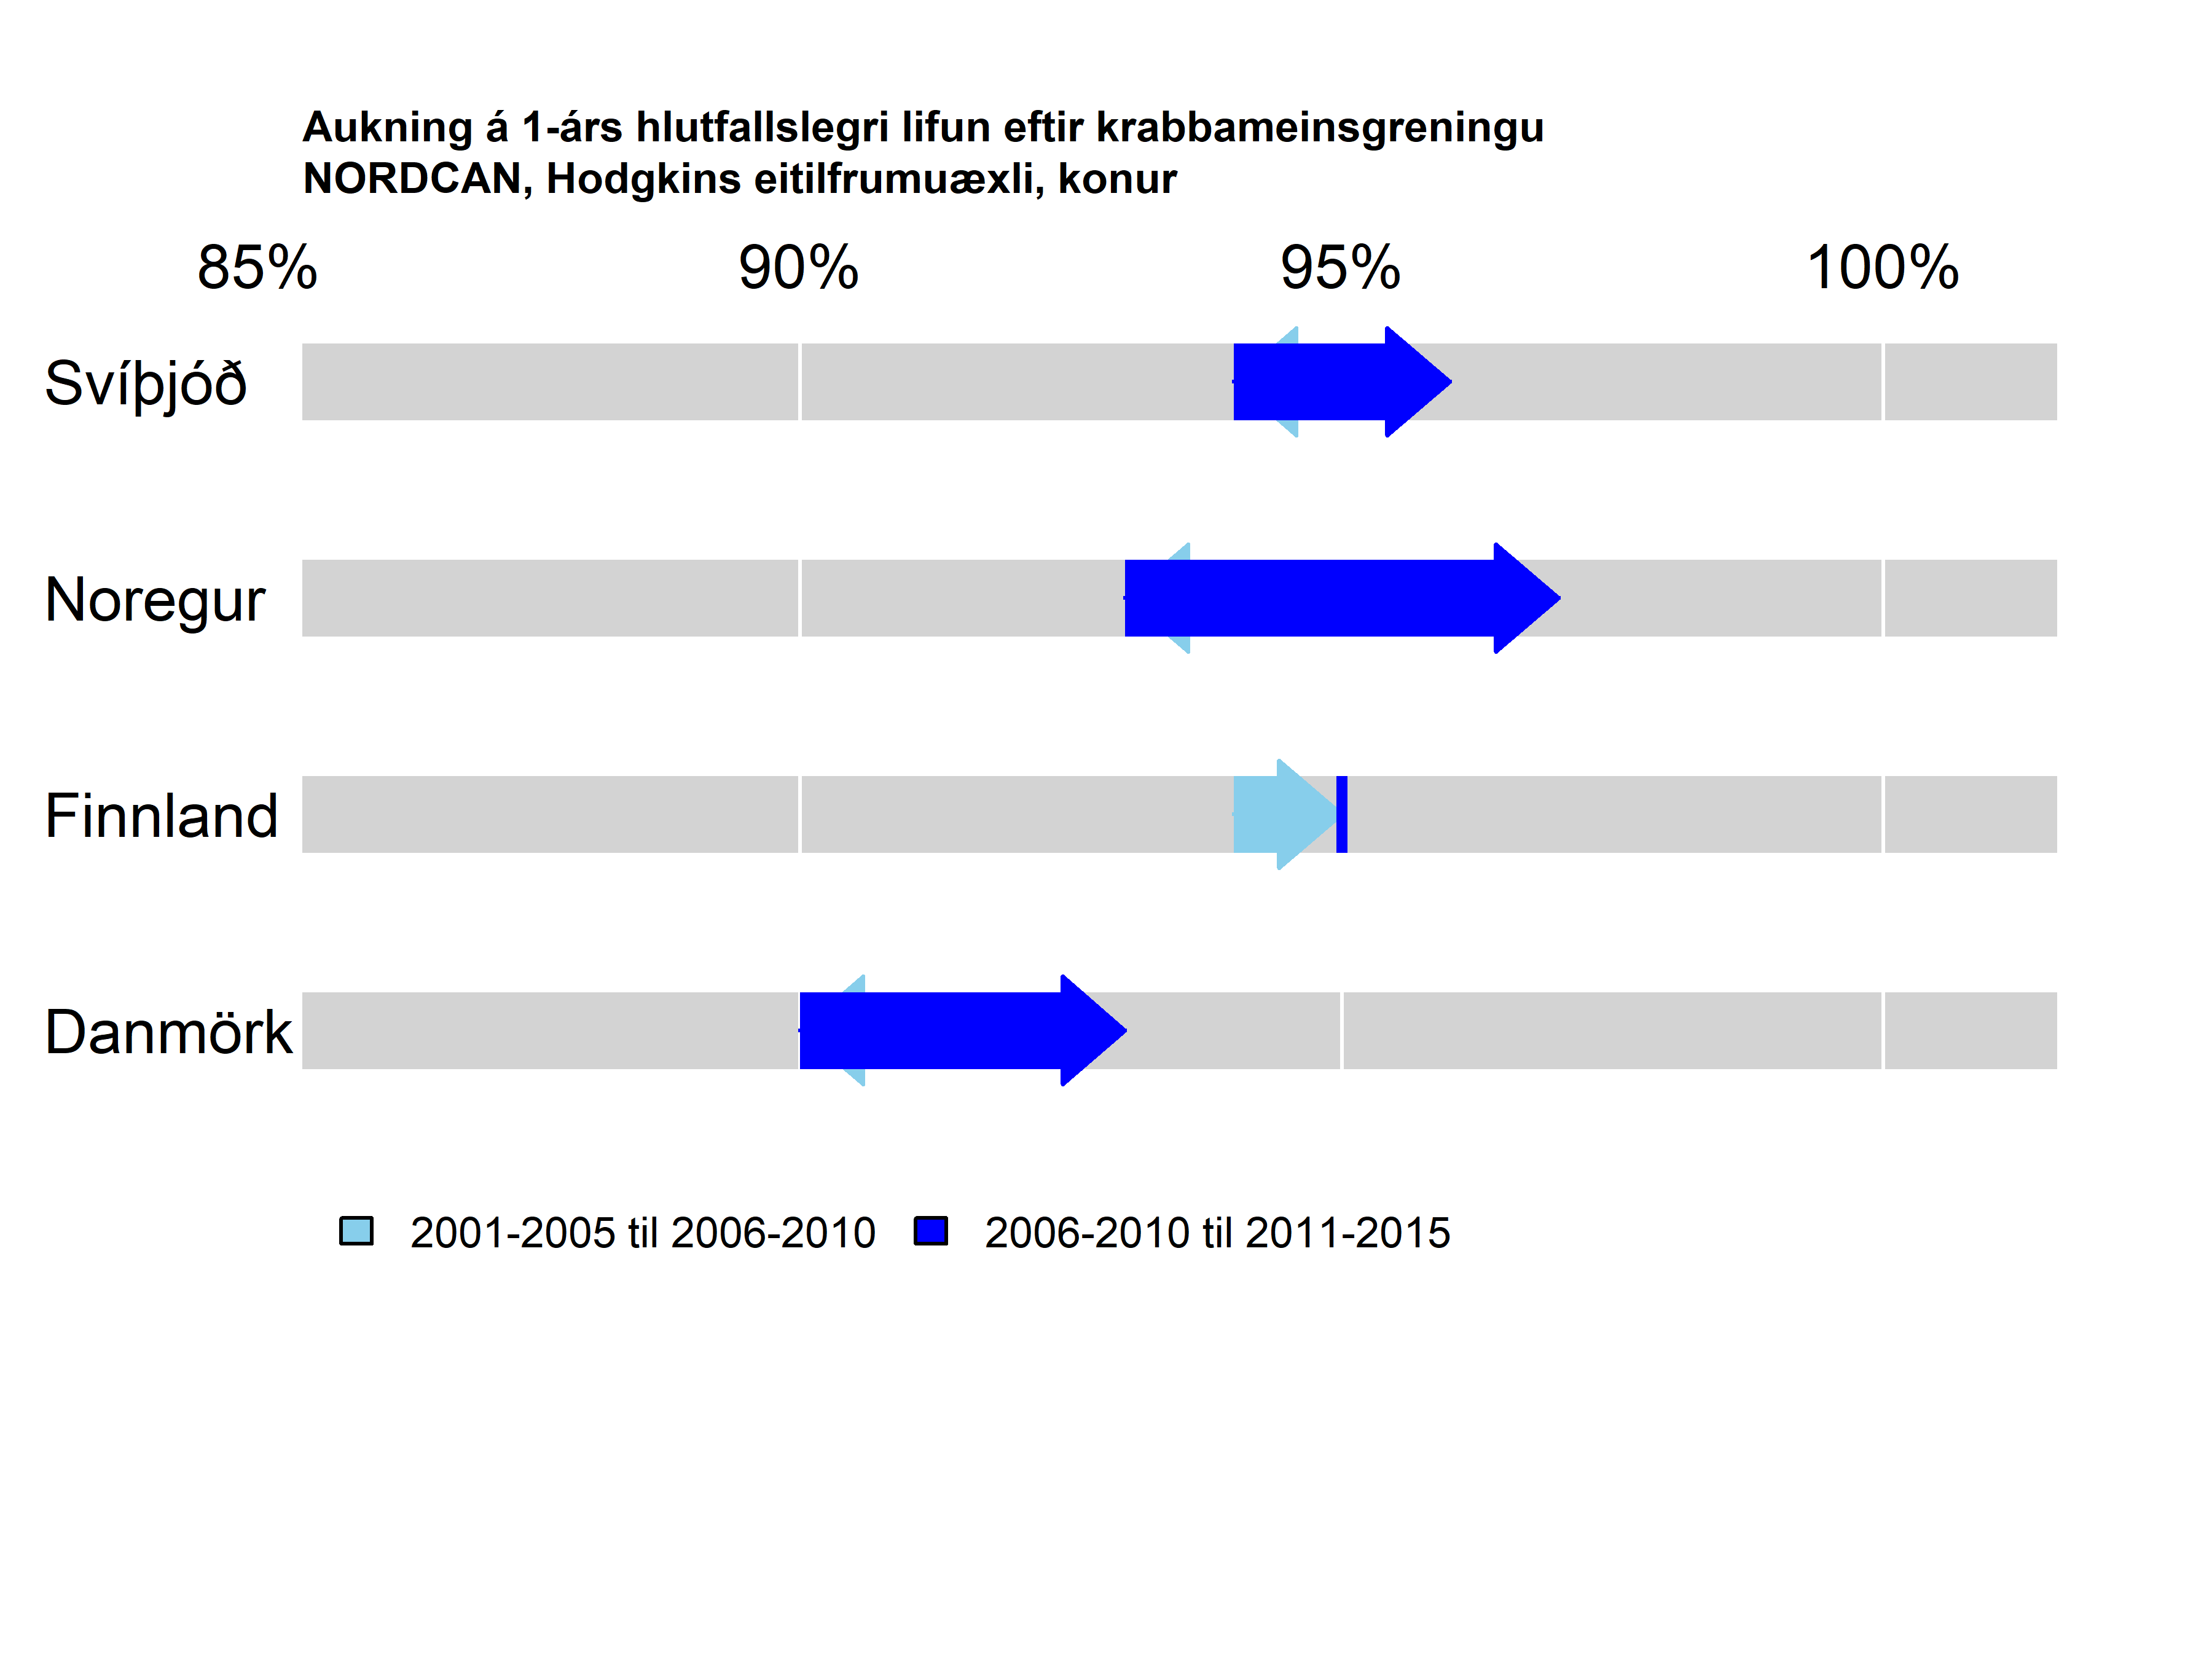 Aukning á 1-árs hlutfallslegri lifun eftir krabbameinsgreningu
NORDCAN, Hodgkins eitilfrumuæxli, konur
85% 90% 95% 100%
Svíþjóð
Noregur
Finnland
Danmörk
2001-2005 til 2006-2010 2006-2010 til 2011-2015